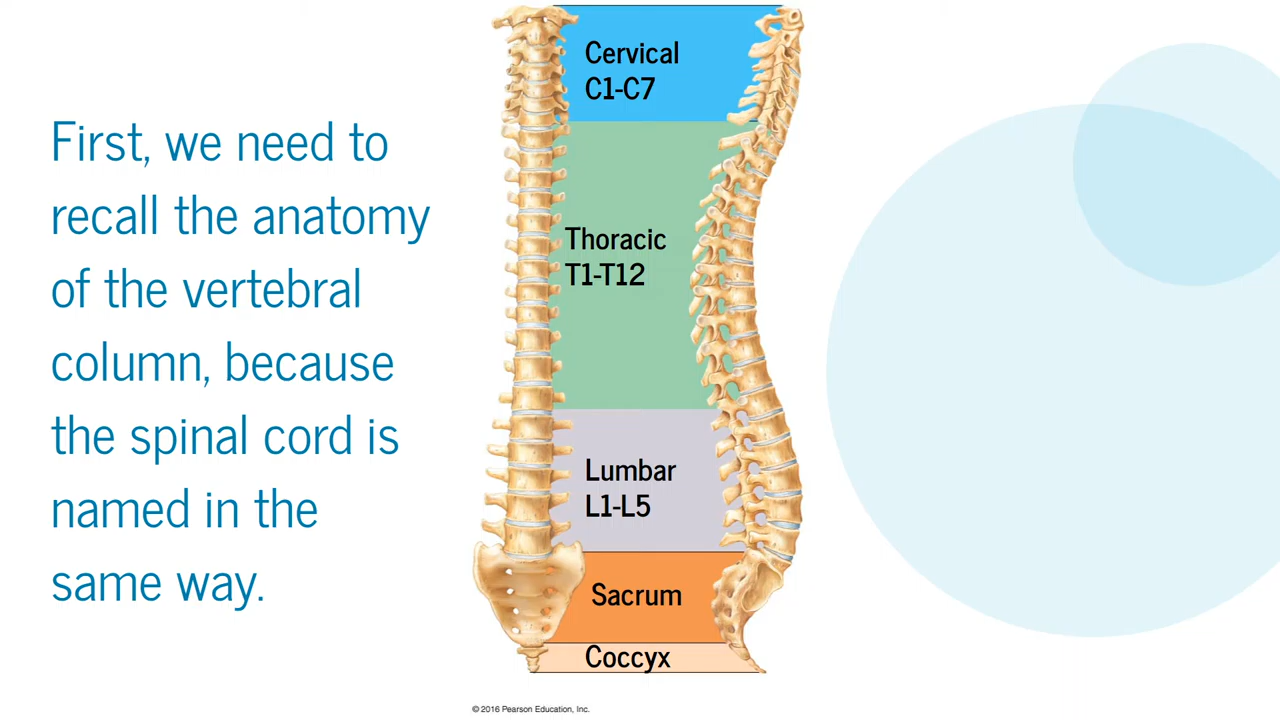 First, we need to
recall the anatomy
of the vertebral
column, because
the spinal cord is
named in the
same way.
Cervical
C1-C7
Thoracic
T1-T12
Lumbar
L1-L5
Sacrum
Coccyx
© 2016 Pearson Education, Inc.